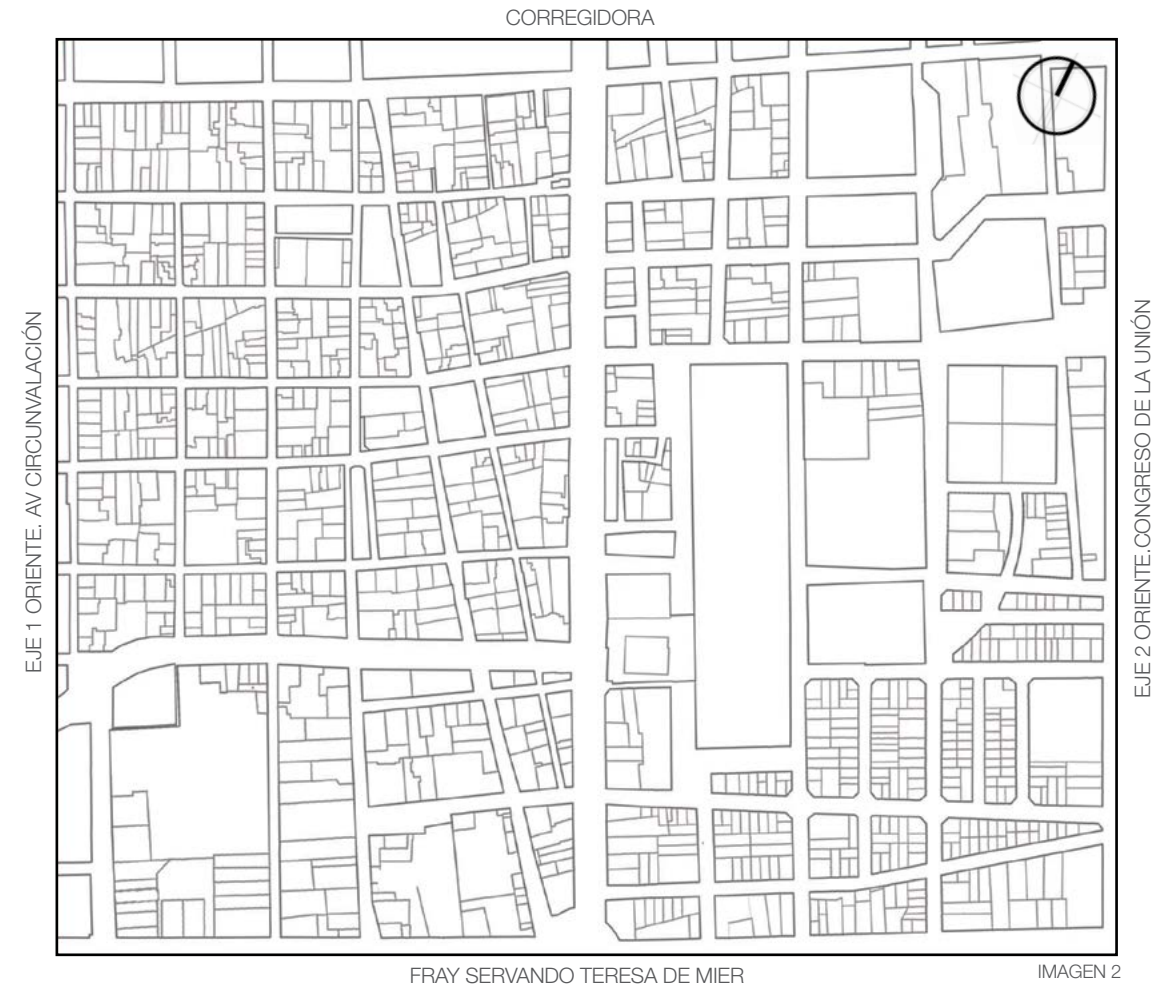 CORREGIDORA
EJE 1 ORIENTE. AV CIRCUNVALACIÓN
EJE 2 ORIENTE.CONGRESO DE LA UNIÓN
FRAY SERVANDO TERESA DE MIER
IMAGEN 2